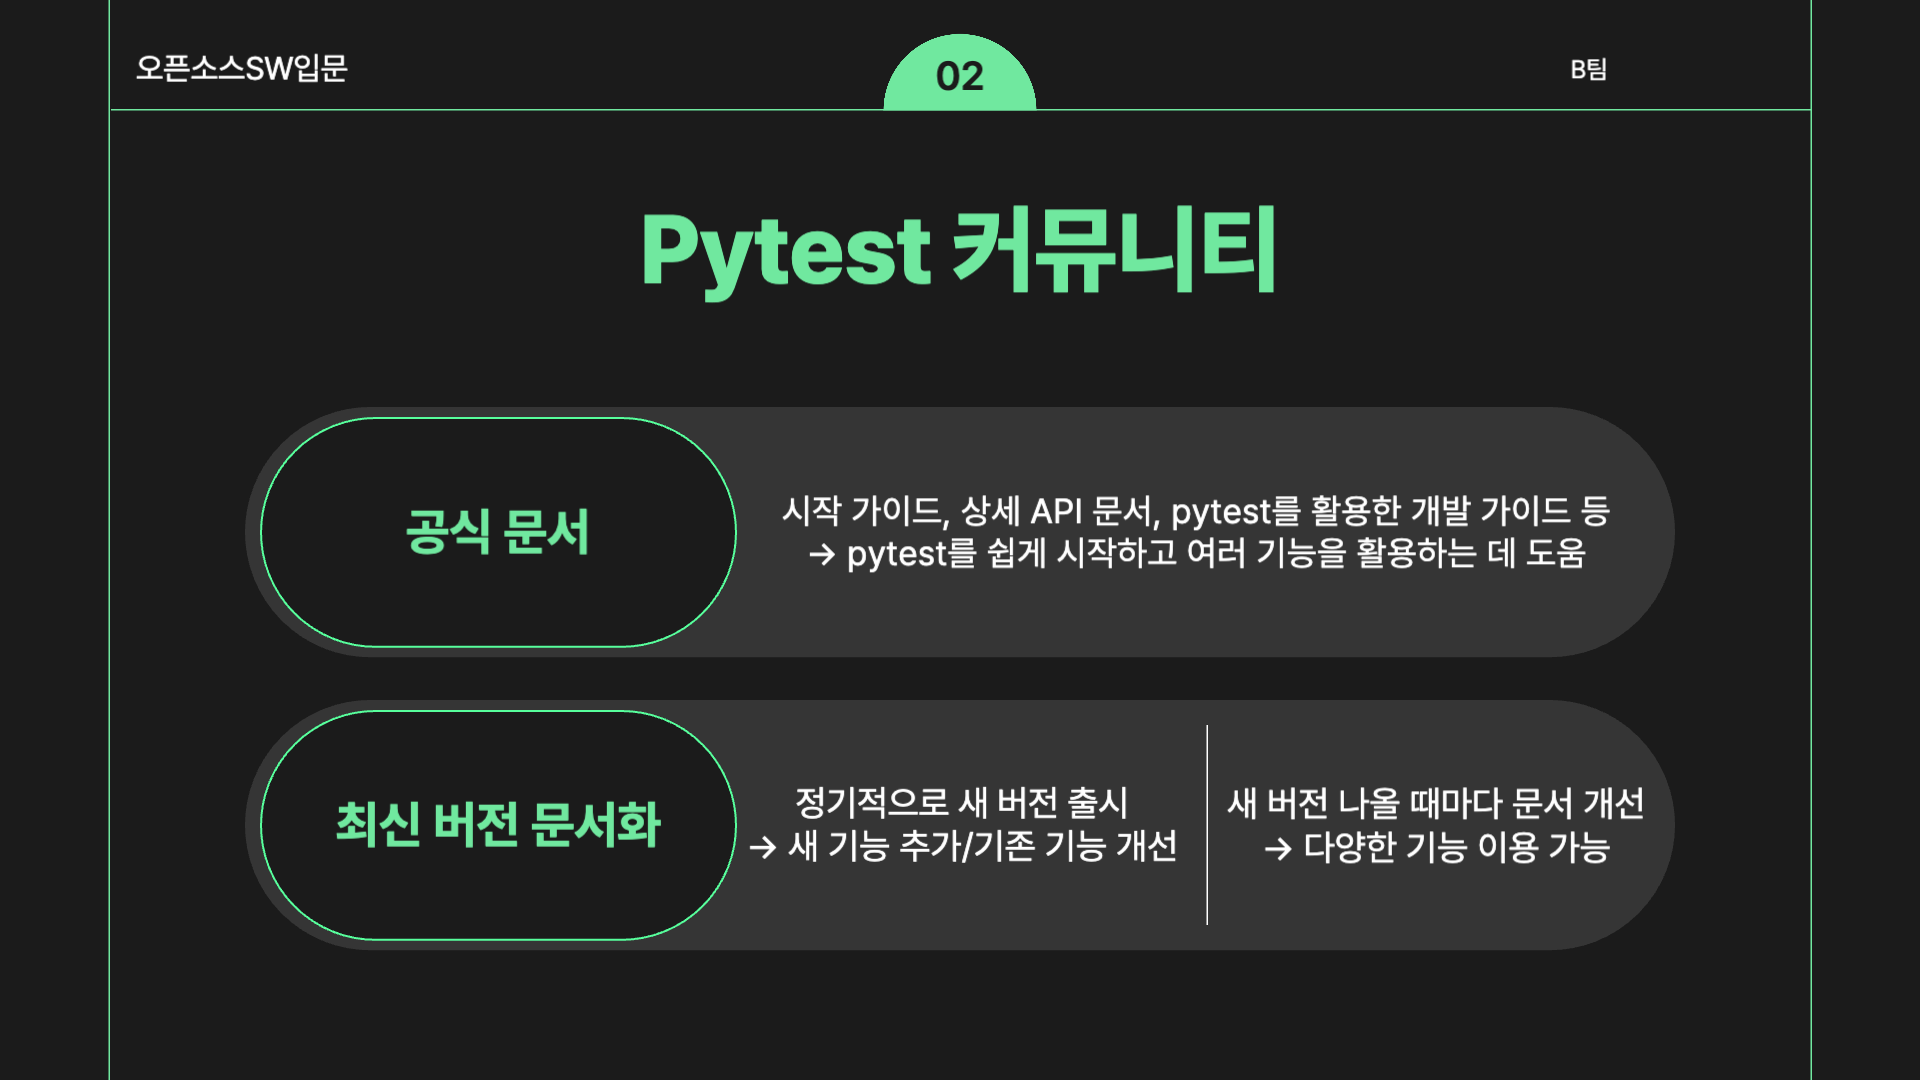 오픈소스SW입문
02
B팀
Pytest 커뮤니티
공식 문서
시작 가이드, 상세 API 문서, pytest를 활용한 개발 가이드 등
→ pytest를 쉽게 시작하고 여러 기능을 활용하는 데 도움
최신 버전 문서화
정기적으로 새 버전 출시
→ 새 기능 추가/기존 기능 개선
새 버전 나올 때마다 문서 개선
→ 다양한 기능 이용 가능